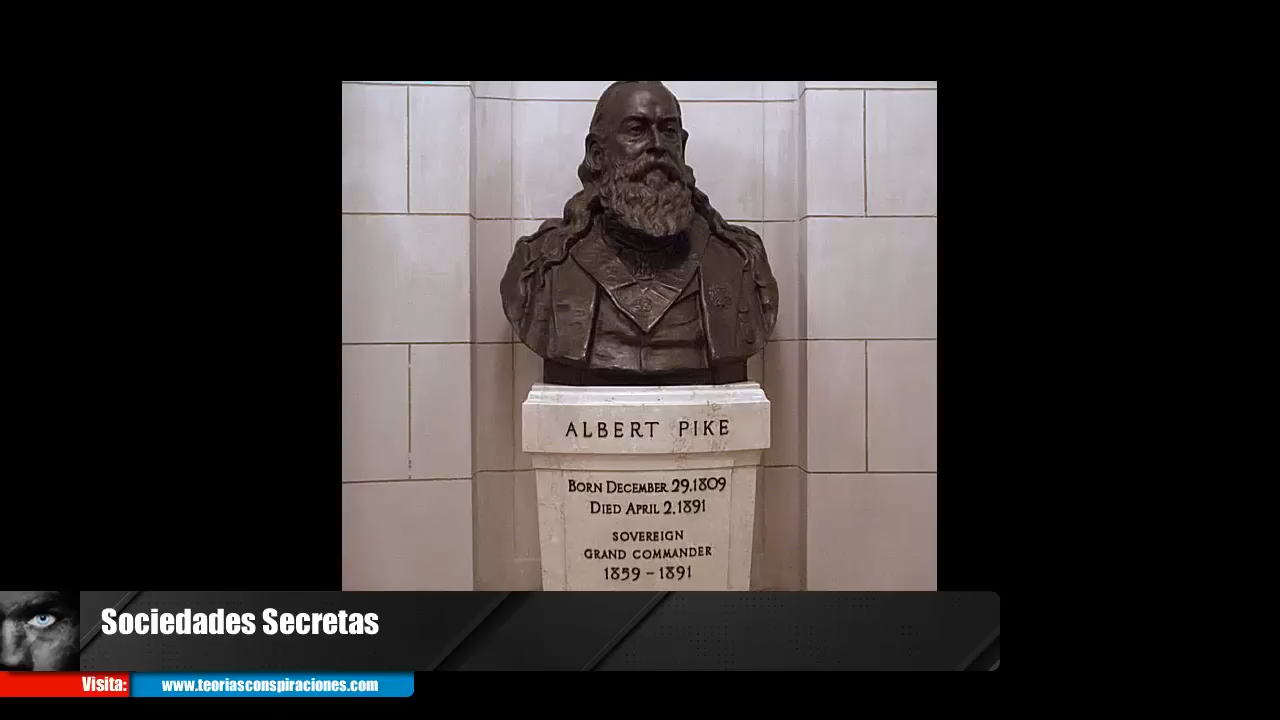 ALBERT PIKE
BORN DECEMBER 29, 1809
DIED APRIL 2, 1891
SOVEREIGN
GRAND COMMANDER
1859 – 1891
Sociedades Secretas
Visita: www.teoriasconspiraciones.com